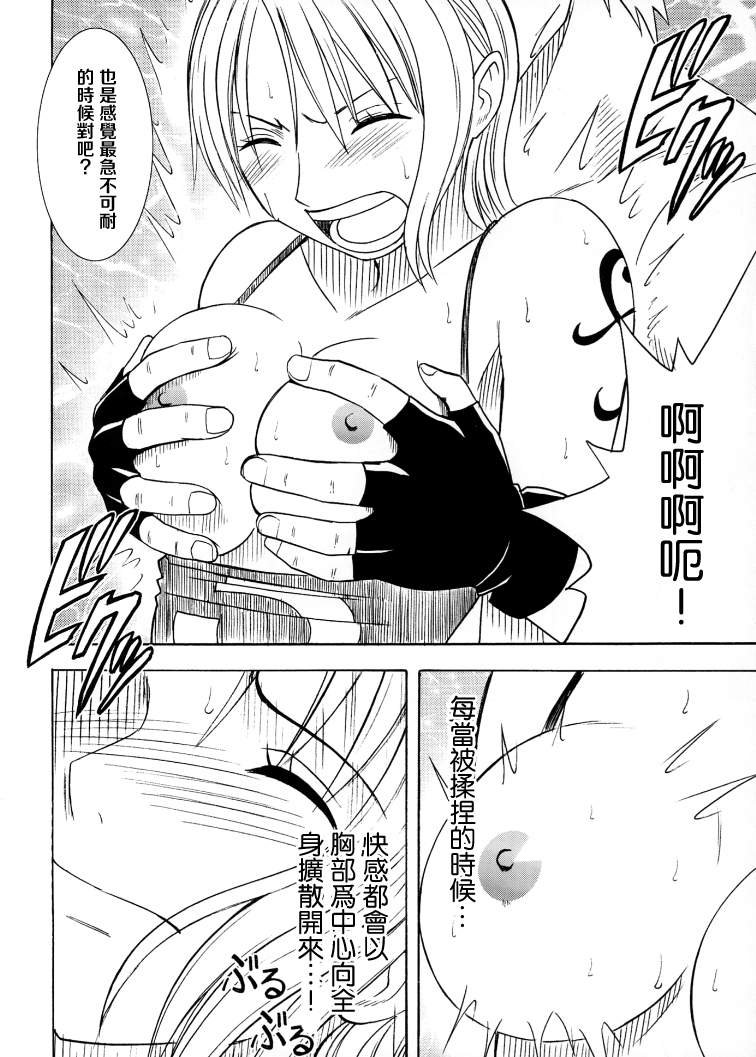 ビクッ
啊啊啊呃—!
也是感覺最急不可耐
的時候對吧?
ビクッ
每當被揉捏的時候…
快感都會以
胸部爲中心向全
身擴散開來…!
ぶる
ぶる